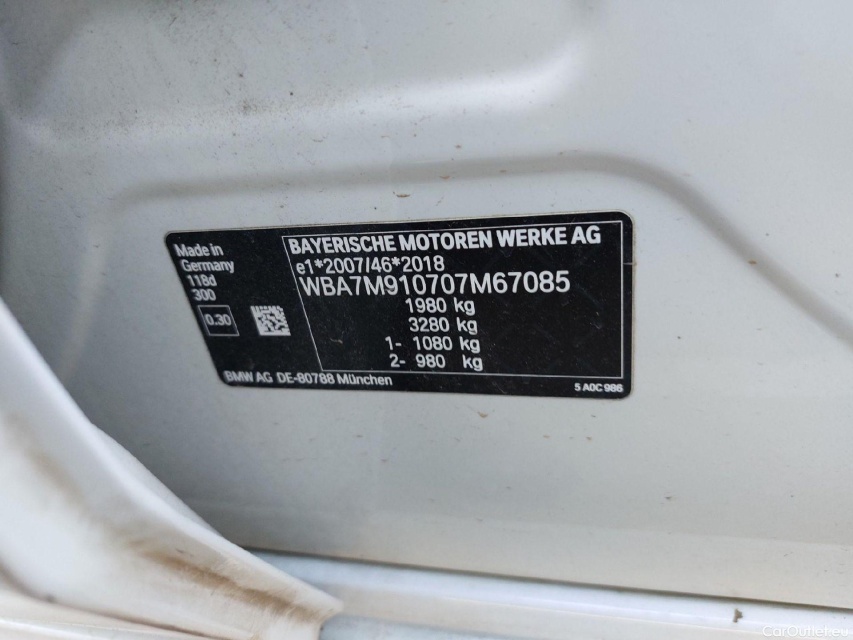 Made in
Germany
118d
300
0.30
BAYERISCHE MOTOREN WERKE AG
e1*2007/46*2018
WBA7M910707M67085
1980 kg
3280 kg
1- 1080 kg
2- 980 kg
BMW AG DE-80788 München
5 A0C 986
CarOutlet.eu